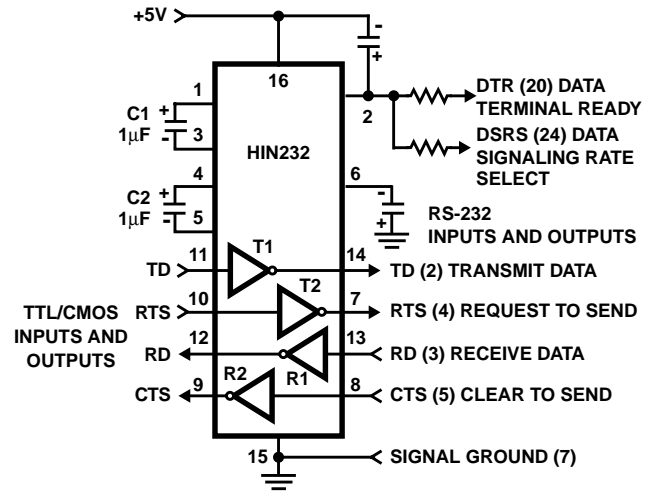 +5V
-
+
16
1
C1
1µF
+
-
3
HIN232
2
DTR (20) DATA
TERMINAL READY
DSRS (24) DATA
SIGNALING RATE
SELECT
4
C2
1µF
+
-
5
6
-
+
RS-232
INPUTS AND OUTPUTS
TD
11
T1
14
TD (2) TRANSMIT DATA
TTL/CMOS
INPUTS AND
OUTPUTS
RTS
10
T2
7
RTS (4) REQUEST TO SEND
RD
12
R1
13
RD (3) RECEIVE DATA
CTS
9
R2
8
CTS (5) CLEAR TO SEND
15
SIGNAL GROUND (7)